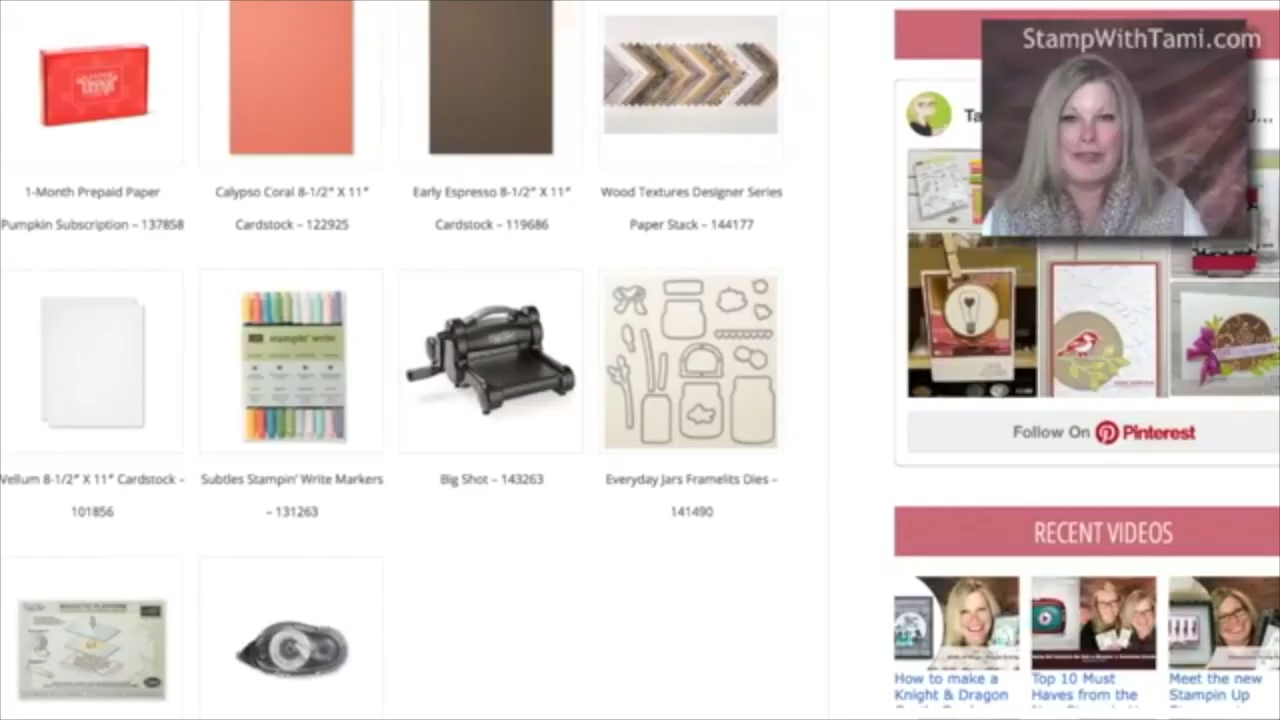 StampWithTami.com
Ta
U...
1-Month Prepaid Paper
Pumpkin Subscription – 137858
Calypso Coral 8-1/2" X 11"
Cardstock – 122925
Early Espresso 8-1/2" X 11"
Cardstock – 119686
Wood Textures Designer Series
Paper Stack – 144177
stampin' write
Vellum 8-1/2" X 11" Cardstock –
101856
Subtles Stampin' Write Markers
– 131263
Big Shot – 143263
Everyday Jars Framelits Dies –
141490
Follow On Pinterest
RECENT VIDEOS
How to make a
Knight & Dragon
Top 10 Must
Haves from the
Meet the new
Stampin Up